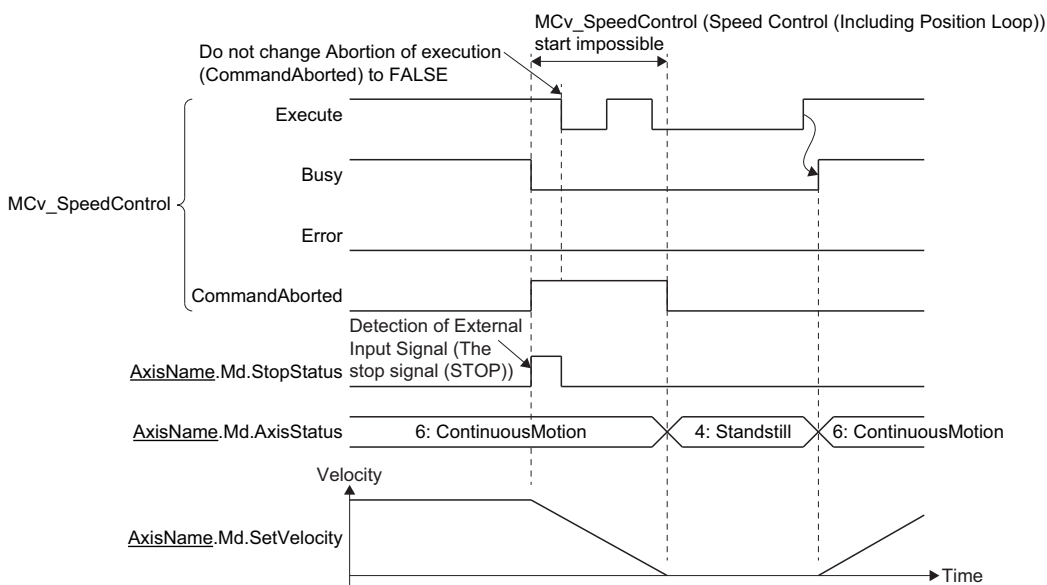 MCv_SpeedControl (Speed Control (Including Position Loop))
start impossible
Do not change Abortion of execution
(CommandAborted) to FALSE
Execute
Busy
MCv_SpeedControl
Error
CommandAborted
Detection of External
Input Signal (The
stop signal (STOP))
AxisName.Md.StopStatus
AxisName.Md.AxisStatus
6: ContinuousMotion
4: Standstill
6: ContinuousMotion
Velocity
AxisName.Md.SetVelocity
Time